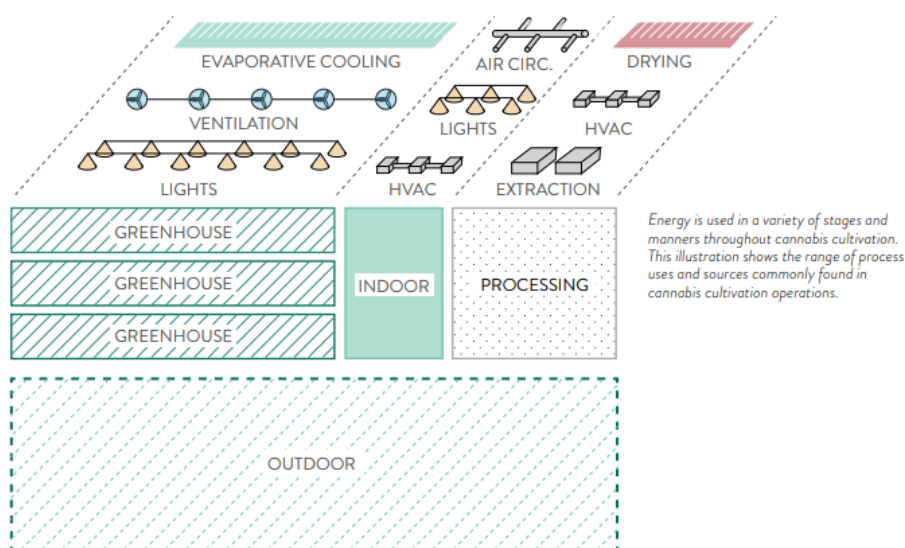 EVAPORATIVE COOLING
AIR CIRC.
DRYING
VENTILATION
LIGHTS
HVAC
LIGHTS
HVAC
EXTRACTION
GREENHOUSE
GREENHOUSE
GREENHOUSE
INDOOR
PROCESSING
Energy is used in a variety of stages and
manners throughout cannabis cultivation.
This illustration shows the range of process
uses and sources commonly found in
cannabis cultivation operations.
OUTDOOR